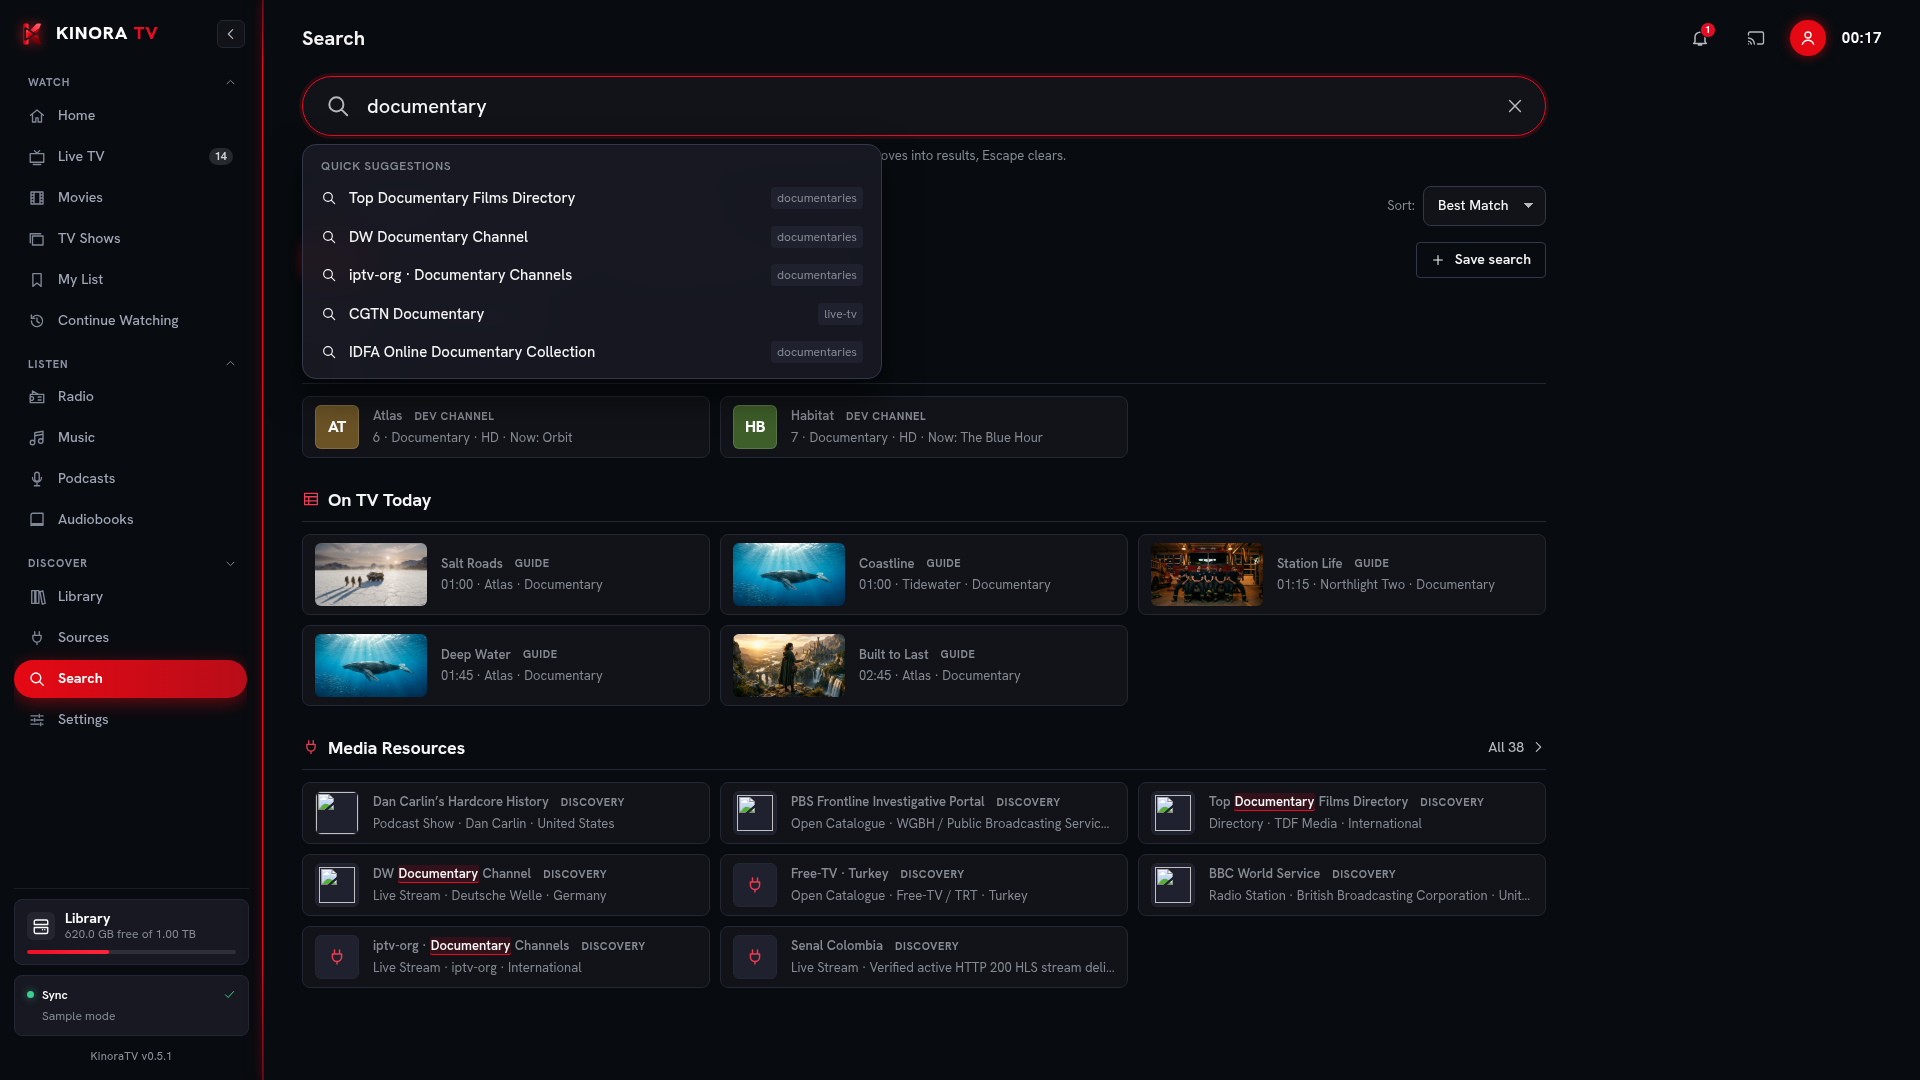 KINORA TV
WATCH
Home
Live TV 14
Movies
TV Shows
My List
Continue Watching
LISTEN
Radio
Music
Podcasts
Audiobooks
DISCOVER
Library
Sources
Search
Settings
Library
620.0 GB free of 1.00 TB
Sync
Sample mode
KinoraTV v0.5.1
Search
1
00:17
documentary
oves into results, Escape clears.
QUICK SUGGESTIONS
Top Documentary Films Directory documentaries
DW Documentary Channel documentaries
iptv-org · Documentary Channels documentaries
CGTN Documentary live-tv
IDFA Online Documentary Collection documentaries
Sort: Best Match
Save search
AT
Atlas DEV CHANNEL
6 · Documentary · HD · Now: Orbit
HB
Habitat DEV CHANNEL
7 · Documentary · HD · Now: The Blue Hour
On TV Today
Salt Roads GUIDE
01:00 · Atlas · Documentary
Coastline GUIDE
01:00 · Tidewater · Documentary
Station Life GUIDE
01:15 · Northlight Two · Documentary
Deep Water GUIDE
01:45 · Atlas · Documentary
Built to Last GUIDE
02:45 · Atlas · Documentary
Media Resources
All 38
Dan Carlin’s Hardcore History DISCOVERY
Podcast Show · Dan Carlin · United States
PBS Frontline Investigative Portal DISCOVERY
Open Catalogue · WGBH / Public Broadcasting Servic...
Top Documentary Films Directory DISCOVERY
Directory · TDF Media · International
DW Documentary Channel DISCOVERY
Live Stream · Deutsche Welle · Germany
Free-TV · Turkey DISCOVERY
Open Catalogue · Free-TV / TRT · Turkey
BBC World Service DISCOVERY
Radio Station · British Broadcasting Corporation · Unit...
iptv-org · Documentary Channels DISCOVERY
Live Stream · iptv-org · International
Senal Colombia DISCOVERY
Live Stream · Verified active HTTP 200 HLS stream deli...